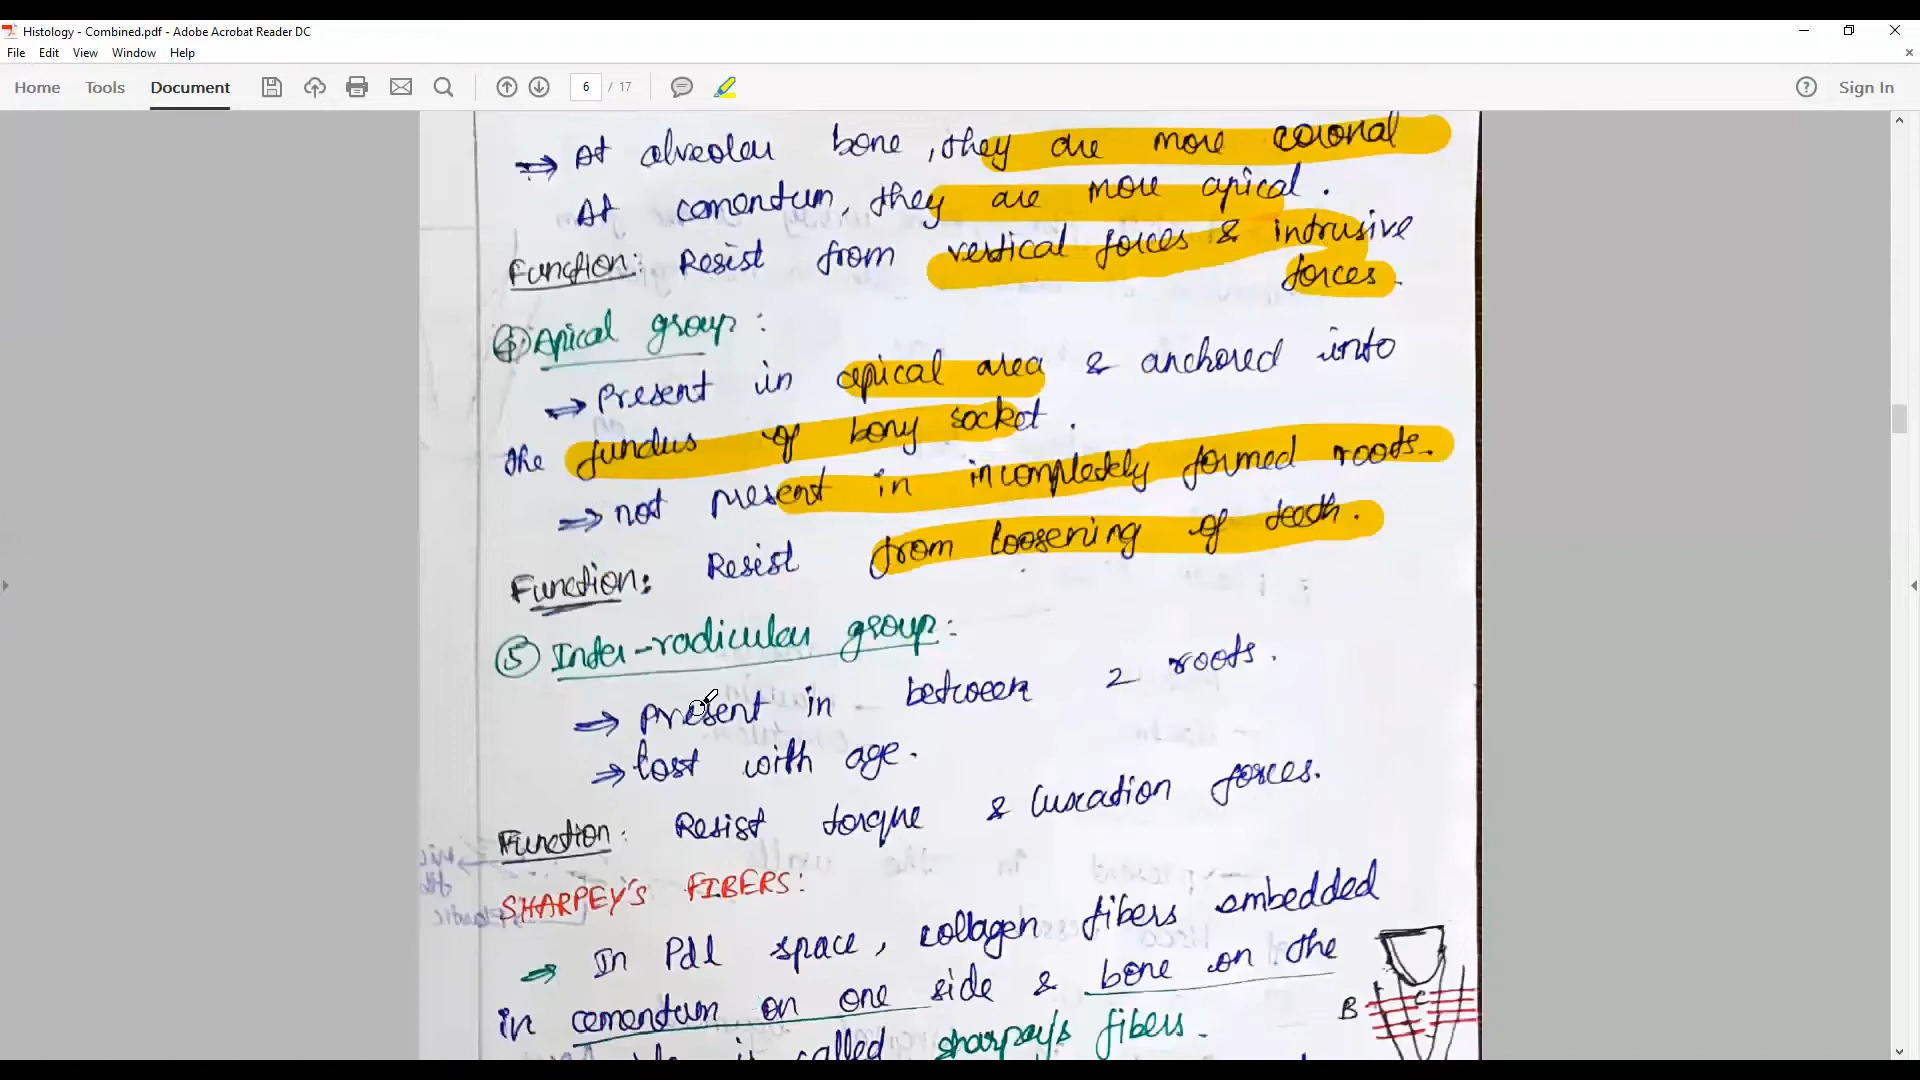 Histology - Combined.pdf - Adobe Acrobat Reader DC
File Edit View Window Help
Home Tools Document 6 / 17 Sign In
⇒ At alveolar bone, they are more coronal
At cementum, they are more apical.
Function: Resist from vertical forces & intrusive
forces.
④ Apical group:
⇒ Present in apical area & anchored into
the fundus of bony socket.
⇒ not present in incompletely formed roots.
Function: Resist from loosening of teeth.
⑤ Inter-radicular group:
⇒ Present in between 2 roots.
⇒ lost with age.
Function: Resist torque & Luxation forces.
SHARPEY'S FIBERS:
⇒ In Pdl space, collagen fibers embedded
in cementum on one side & bone on the
called sharpey's fibers.
B C